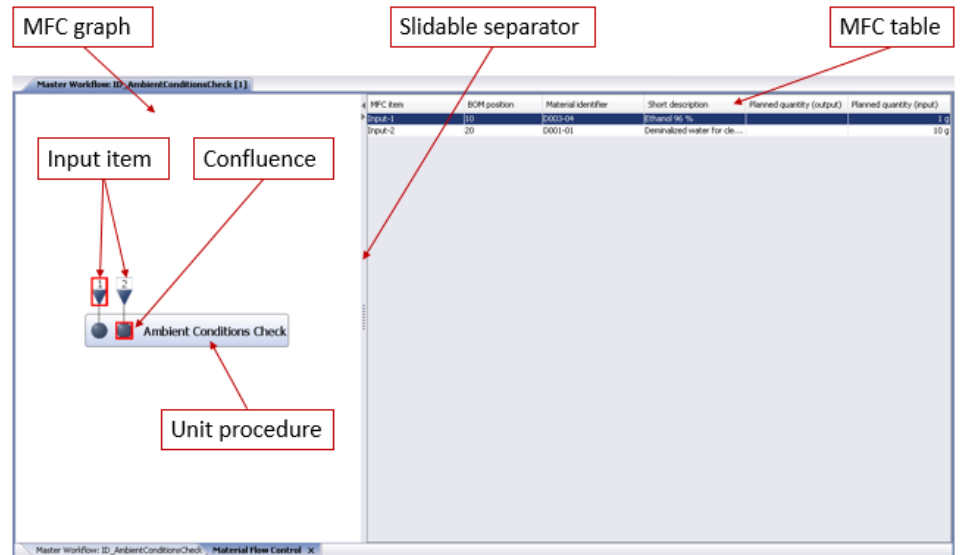 MFC graph
Slidable separator
MFC table
Master Workflow: ID_AmbientConditionsCheck [1]
MFC item BOM position Material identifier Short description Planned quantity (output) Planned quantity (input)
Input-1 10 D003-04 Ethanol 96 % 1 g
Input-2 20 D001-01 Deminalized water for cle... 10 g
Input item
Confluence
1 2
Ambient Conditions Check
Unit procedure
Master Workflow: ID_AmbientConditionsCheck Material Flow Control x